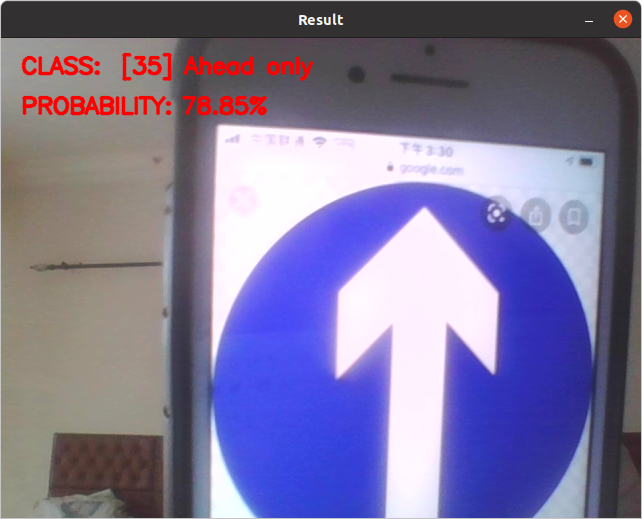 Result
CLASS: [35] Ahead only
PROBABILITY: 78.85%
下午3:30
google.com